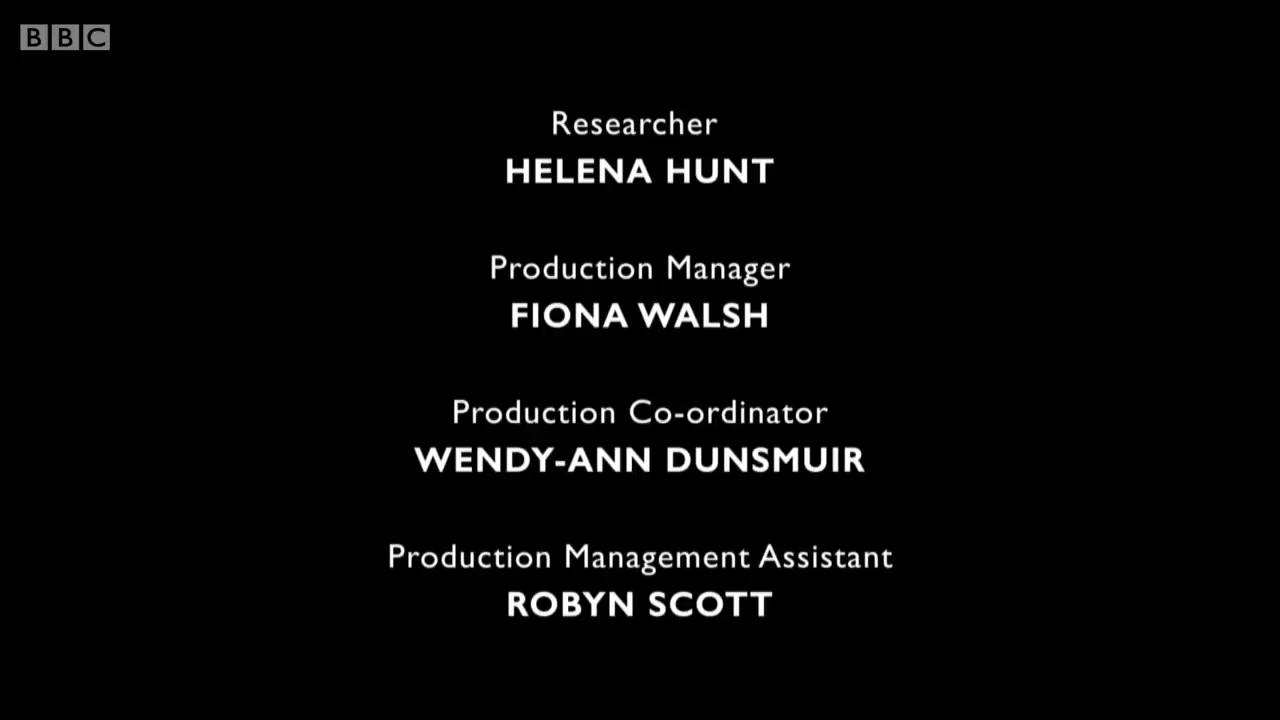 BBC
Researcher
HELENA HUNT
Production Manager
FIONA WALSH
Production Co-ordinator
WENDY-ANN DUNSMUIR
Production Management Assistant
ROBYN SCOTT